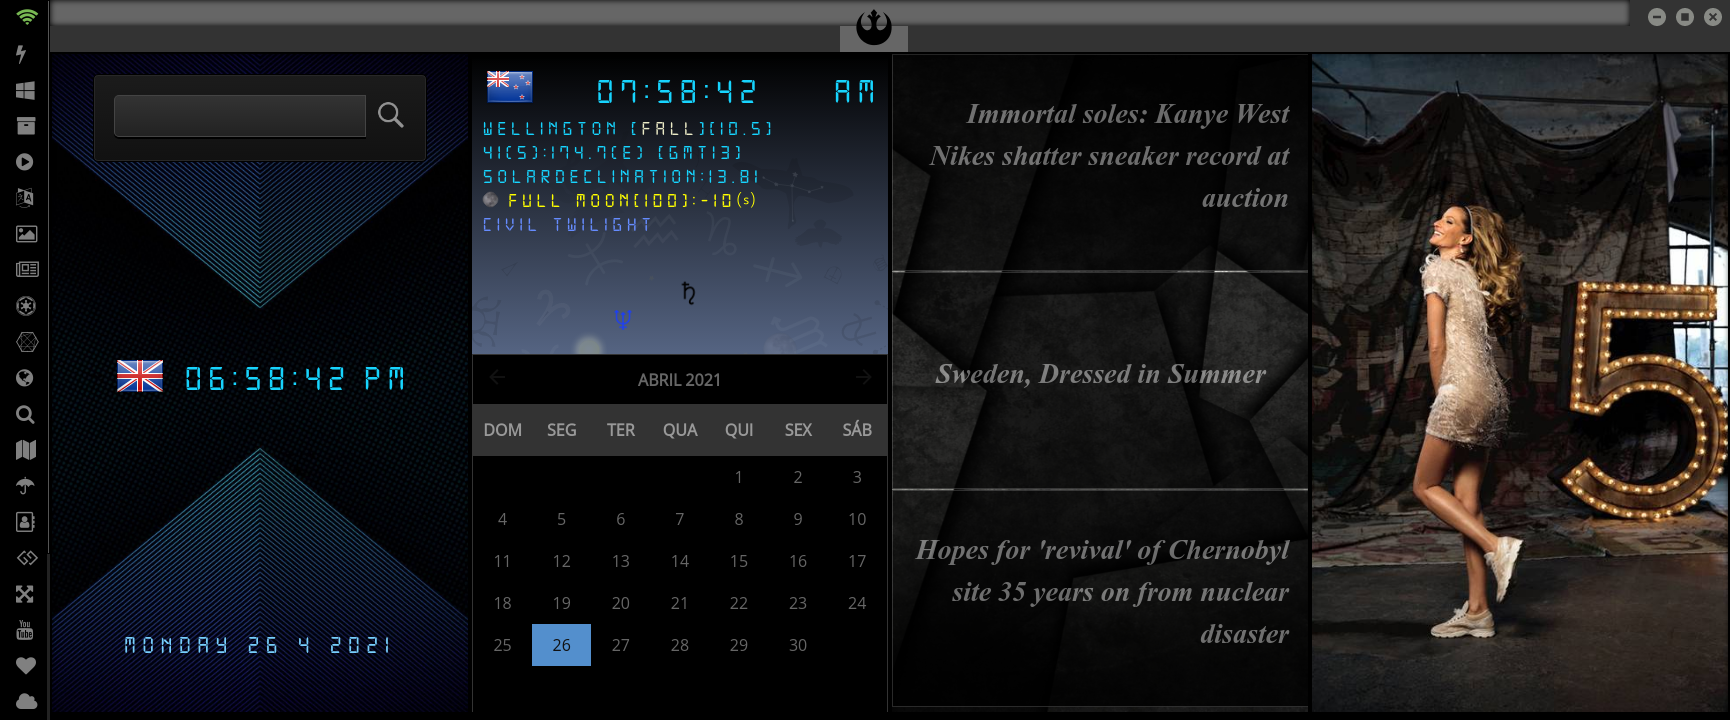 06:58:42 PM
MONDAY 26 4 2021
07:58:42 AM
WELLINGTON [FALL][10.5]
41(S):174.7(E) [GMT13]
SOLARDECLINATION:13.81
FULL MOON[100]:-10(s)
CIVIL TWILIGHT
ABRIL 2021
DOM SEG TER QUA QUI SEX SÁB
1 2 3
4 5 6 7 8 9 10
11 12 13 14 15 16 17
18 19 20 21 22 23 24
25 26 27 28 29 30
Immortal soles: Kanye West
Nikes shatter sneaker record at
auction
Sweden, Dressed in Summer
Hopes for 'revival' of Chernobyl
site 35 years on from nuclear
disaster
5
You
Tube